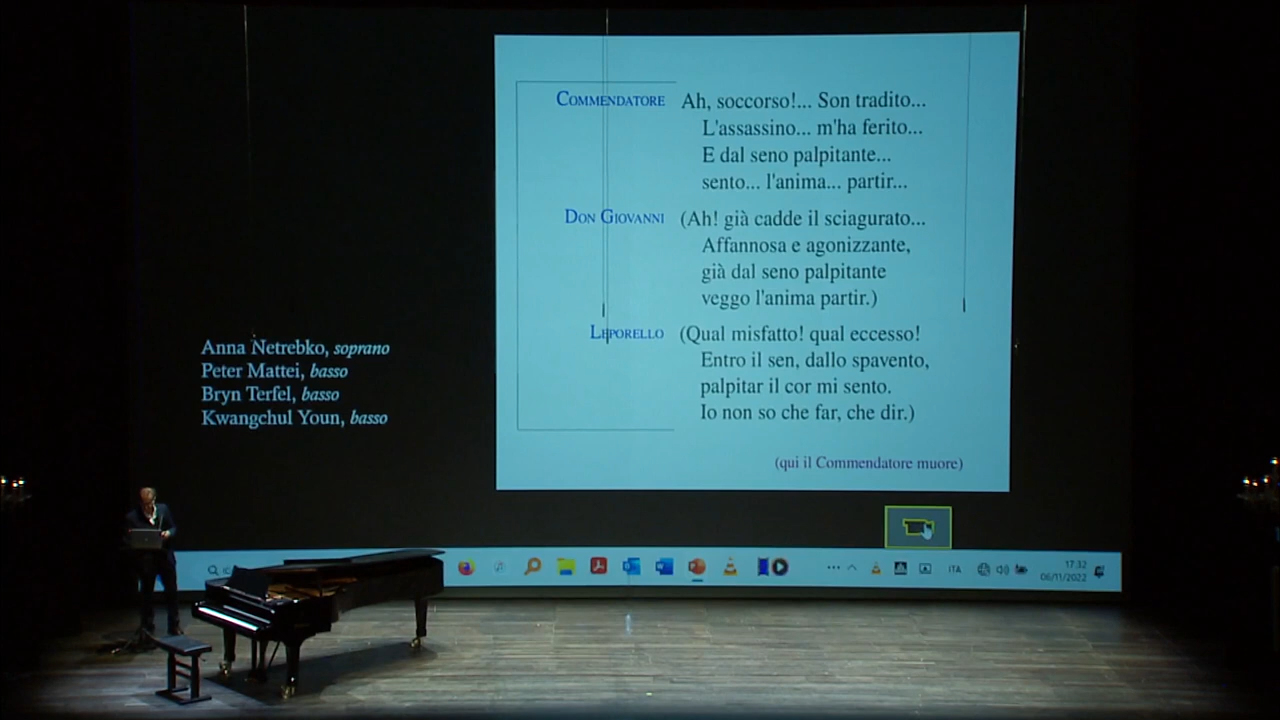 COMMENDATORE Ah, soccorso!... Son tradito...
L'assassino... m'ha ferito...
E dal seno palpitante...
sento... l'anima... partir...
DON GIOVANNI (Ah! già cadde il sciagurato...
Affannosa e agonizzante,
già dal seno palpitante
veggo l'anima partir.)
LEPORELLO (Qual misfatto! qual eccesso!
Entro il sen, dallo spavento,
palpitar il cor mi sento.
Io non so che far, che dir.)
(qui il Commendatore muore)
Anna Netrebko, soprano
Peter Mattei, basso
Bryn Terfel, basso
Kwangchul Youn, basso
ITA
17:32
06/11/2022